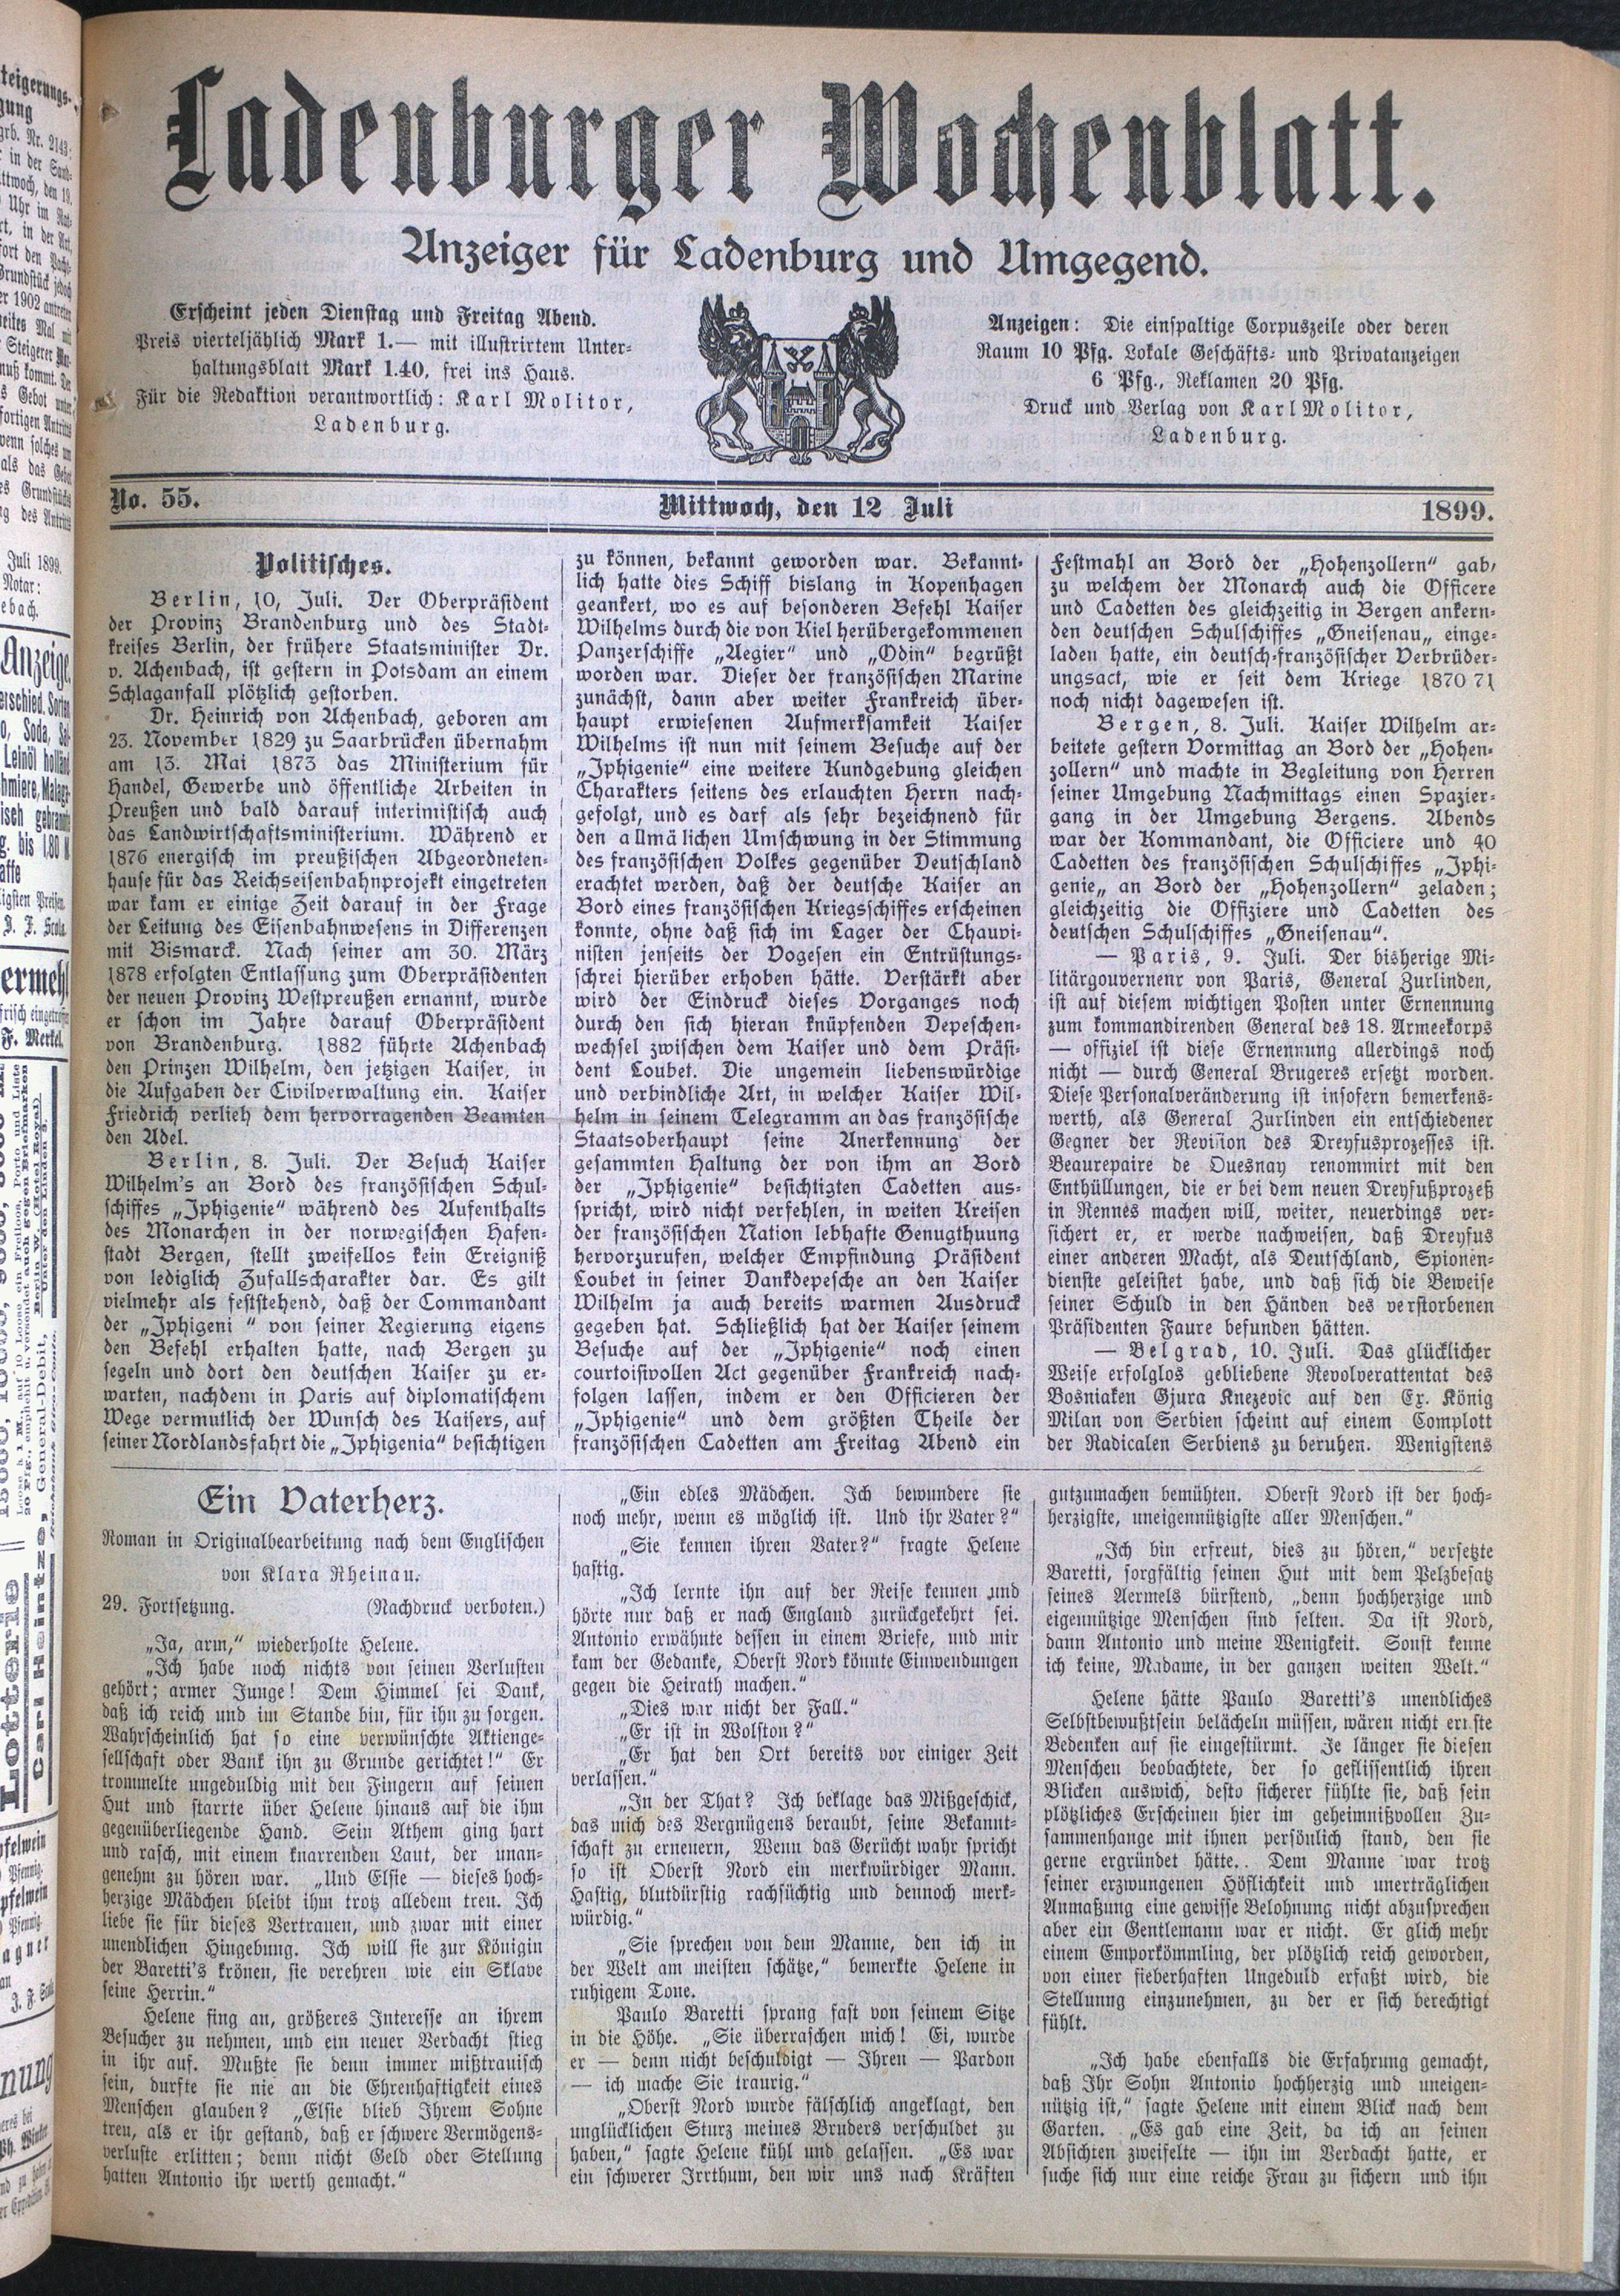 Ladenburger Wochenblatt.
Anzeiger für Ladenburg und Umgegend.
Erscheint jeden Dienstag und Freitag Abend.
Preis vierteljählich Mark 1.— mit illustrirtem Unter-
haltungsblatt Mark 1.40, frei ins Haus.
Für die Redaktion verantwortlich: Karl Molitor,
Ladenburg.
Anzeigen: Die einspaltige Corpuszeile oder deren
Raum 10 Pfg. Lokale Geschäfts- und Privatanzeigen
6 Pfg., Reklamen 20 Pfg.
Druck und Verlag von Karl Molitor,
Ladenburg.
No. 55.
Mittwoch, den 12 Juli
1899.
Politisches.
Berlin, 10, Juli. Der Oberpräsident
der Provinz Brandenburg und des Stadt-
kreises Berlin, der frühere Staatsminister Dr.
v. Achenbach, ist gestern in Potsdam an einem
Schlaganfall plötzlich gestorben.
Dr. Heinrich von Achenbach, geboren am
23. November 1829 zu Saarbrücken übernahm
am 13. Mai 1873 das Ministerium für
Handel, Gewerbe und öffentliche Arbeiten in
Preußen und bald darauf interimistisch auch
das Landwirtschaftsministerium. Während er
1876 energisch im preußischen Abgeordneten-
hause für das Reichseisenbahnprojekt eingetreten
war kam er einige Zeit darauf in der Frage
der Leitung des Eisenbahnwesens in Differenzen
mit Bismarck. Nach seiner am 30. März
1878 erfolgten Entlassung zum Oberpräsidenten
der neuen Provinz Westpreußen ernannt, wurde
er schon im Jahre darauf Oberpräsident
von Brandenburg. 1882 führte Achenbach
den Prinzen Wilhelm, den jetzigen Kaiser, in
die Aufgaben der Civilverwaltung ein. Kaiser
Friedrich verlieh dem hervorragenden Beamten
den Adel.
Berlin, 8. Juli. Der Besuch Kaiser
Wilhelm's an Bord des französischen Schul-
schiffes „Iphigenie“ während des Aufenthalts
des Monarchen in der norwegischen Hafen-
stadt Bergen, stellt zweifellos kein Ereigniß
von lediglich Zufallscharakter dar. Es gilt
vielmehr als feststehend, daß der Commandant
der „Iphigeni “ von seiner Regierung eigens
den Befehl erhalten hatte, nach Bergen zu
segeln und dort den deutschen Kaiser zu er-
warten, nachdem in Paris auf diplomatischem
Wege vermutlich der Wunsch des Kaisers, auf
seiner Nordlandsfahrt die „Iphigenia“ besichtigen
zu können, bekannt geworden war. Bekannt-
lich hatte dies Schiff bislang in Kopenhagen
geankert, wo es auf besonderen Befehl Kaiser
Wilhelms durch die von Kiel herübergekommenen
Panzerschiffe „Aegier“ und „Odin“ begrüßt
worden war. Dieser der französischen Marine
zunächst, dann aber weiter Frankreich über-
haupt erwiesenen Aufmerksamkeit Kaiser
Wilhelms ist nun mit seinem Besuche auf der
„Iphigenie“ eine weitere Kundgebung gleichen
Charakters seitens des erlauchten Herrn nach-
gefolgt, und es darf als sehr bezeichnend für
den allmälichen Umschwung in der Stimmung
des französischen Volkes gegenüber Deutschland
erachtet werden, daß der deutsche Kaiser an
Bord eines französischen Kriegsschiffes erscheinen
konnte, ohne daß sich im Lager der Chauvi-
nisten jenseits der Vogesen ein Entrüstungs-
schrei hierüber erhoben hätte. Verstärkt aber
wird der Eindruck dieses Vorganges noch
durch den sich hieran knüpfenden Depeschen-
wechsel zwischen dem Kaiser und dem Präsi-
dent Loubet. Die ungemein liebenswürdige
und verbindliche Art, in welcher Kaiser Wil-
helm in seinem Telegramm an das französische
Staatsoberhaupt seine Anerkennung der
gesammten Haltung der von ihm an Bord
der „Iphigenie“ besichtigten Cadetten aus-
spricht, wird nicht verfehlen, in weiten Kreisen
der französischen Nation lebhafte Genugthuung
hervorzurufen, welcher Empfindung Präsident
Loubet in seiner Dankdepesche an den Kaiser
Wilhelm ja auch bereits warmen Ausdruck
gegeben hat. Schließlich hat der Kaiser seinem
Besuche auf der „Iphigenie“ noch einen
courtoisivollen Act gegenüber Frankreich nach-
folgen lassen, indem er den Officieren der
„Iphigenie“ und dem größten Theile der
französischen Cadetten am Freitag Abend ein
Festmahl an Bord der „Hohenzollern“ gab,
zu welchem der Monarch auch die Officere
und Cadetten des gleichzeitig in Bergen ankern-
den deutschen Schulschiffes „Gneisenau“ einge-
laden hatte, ein deutsch-französischer Verbrüder-
ungsact, wie er seit dem Kriege 1870 71
noch nicht dagewesen ist.
Bergen, 8. Juli. Kaiser Wilhelm ar-
beitete gestern Vormittag an Bord der „Hohen-
zollern“ und machte in Begleitung von Herren
seiner Umgebung Nachmittags einen Spazier-
gang in der Umgebung Bergens. Abends
war der Kommandant, die Officiere und 40
Cadetten des französischen Schulschiffes „Iphi-
genie„ an Bord der „Hohenzollern“ geladen;
gleichzeitig die Offiziere und Cadetten des
deutschen Schulschiffes „Gneisenau“.
— Paris, 9. Juli. Der bisherige Mi-
litärgouvernenr von Paris, General Zurlinden,
ist auf diesem wichtigen Posten unter Ernennung
zum kommandirenden General des 18. Armeekorps
— offiziel ist diese Ernennung allerdings noch
nicht — durch General Brugeres ersetzt worden.
Diese Personalveränderung ist insofern bemerkens-
werth, als General Zurlinden ein entschiedener
Gegner der Revision des Dreyfusprozesses ist.
Beaurepaire de Quesnay renommirt mit den
Enthüllungen, die er bei dem neuen Dreyfußprozeß
in Rennes machen will, weiter, neuerdings ver-
sichert er, er werde nachweisen, daß Dreyfus
einer anderen Macht, als Deutschland, Spionen-
dienste geleistet habe, und daß sich die Beweise
seiner Schuld in den Händen des verstorbenen
Präsidenten Faure befunden hätten.
— Belgrad, 10. Juli. Das glücklicher
Weise erfolglos gebliebene Revolverattentat des
Bosniaken Gjura Knezevic auf den Ex. König
Milan von Serbien scheint auf einem Complott
der Radicalen Serbiens zu beruhen. Wenigstens
Ein Vaterherz.
Roman in Originalbearbeitung nach dem Englischen
von Klara Rheinau.
29. Fortsetzung. (Nachdruck verboten.)
„Ja, arm,“ wiederholte Helene.
„Ich habe noch nichts von seinen Verlusten
gehört; armer Junge! Dem Himmel sei Dank,
daß ich reich und im Stande bin, für ihn zu sorgen.
Wahrscheinlich hat so eine verwünschte Aktienge-
sellschaft oder Bank ihn zu Grunde gerichtet!“ Er
trommelte ungeduldig mit den Fingern auf seinen
Hut und starrte über Helene hinaus auf die ihm
gegenüberliegende Hand. Sein Athem ging hart
und rasch, mit einem knarrenden Laut, der unan-
genehm zu hören war. „Und Elsie — dieses hoch-
herzige Mädchen bleibt ihm trotz alledem treu. Ich
liebe sie für dieses Vertrauen, und zwar mit einer
unendlichen Hingebung. Ich will sie zur Königin
der Baretti's krönen, sie verehren wie ein Sklave
seine Herrin.“
Helene fing an, größeres Interesse an ihrem
Besucher zu nehmen, und ein neuer Verdacht stieg
in ihr auf. Mußte sie denn immer mißtrauisch
sein, durfte sie nie an die Ehrenhaftigkeit eines
Menschen glauben? „Elsie blieb Ihrem Sohne
treu, als er ihr gestand, daß er schwere Vermögens-
verluste erlitten; denn nicht Geld oder Stellung
hatten Antonio ihr werth gemacht.“
„Ein edles Mädchen. Ich bewundere sie
noch mehr, wenn es möglich ist. Und ihr Vater?“
„Sie kennen ihren Vater?“ fragte Helene
hastig.
„Ich lernte ihn auf der Reise kennen und
hörte nur daß er nach England zurückgekehrt sei.
Antonio erwähnte dessen in einem Briefe, und mir
kam der Gedanke, Oberst Nord könnte Einwendungen
gegen die Heirath machen.“
„Dies war nicht der Fall.“
„Er ist in Wolston?“
„Er hat den Ort bereits vor einiger Zeit
verlassen.“
„In der That? Ich beklage das Mißgeschick,
das mich des Vergnügens beraubt, seine Bekannt-
schaft zu erneuern, Wenn das Gerücht wahr spricht
so ist Oberst Nord ein merkwürdiger Mann.
Hastig, blutdürstig rachsüchtig und dennoch merk-
würdig.“
„Sie sprechen von dem Manne, den ich in
der Welt am meisten schätze,“ bemerkte Helene in
ruhigem Tone.
Paulo Baretti sprang fast von seinem Sitze
in die Höhe. „Sie überraschen mich! Ei, wurde
er — denn nicht beschuldigt — Ihren — Pardon
— ich mache Sie traurig.“
„Oberst Nord wurde fälschlich angeklagt, den
unglücklichen Sturz meines Bruders verschuldet zu
haben,“ sagte Helene kühl und gelassen. „Es war
ein schwerer Irrthum, den wir uns nach Kräften
gutzumachen bemühten. Oberst Nord ist der hoch-
herzigste, uneigennützigste aller Menschen.“
„Ich bin erfreut, dies zu hören,“ versetzte
Baretti, sorgfältig seinen Hut mit dem Pelzbesatz
seines Aermels bürstend, „denn hochherzige und
eigennützige Menschen sind selten. Da ist Nord,
dann Antonio und meine Wenigkeit. Sonst kenne
ich keine, Madame, in der ganzen weiten Welt.“
Helene hätte Paulo Baretti's unendliches
Selbstbewußtsein belächeln müssen, wären nicht ernste
Bedenken auf sie eingestürmt. Je länger sie diesen
Menschen beobachtete, der so geflissentlich ihren
Blicken auswich, desto sicherer fühlte sie, daß sein
plötzliches Erscheinen hier im geheimnißvollen Zu-
sammenhange mit ihnen persönlich stand, den sie
gerne ergründet hätte.. Dem Manne war trotz
seiner erzwungenen Höflichkeit und unerträglichen
Anmaßung eine gewisse Belohnung nicht abzusprechen
aber ein Gentlemann war er nicht. Er glich mehr
einem Emporkömmling, der plötzlich reich geworden,
von einer fieberhaften Ungeduld erfaßt wird, die
Stellunng einzunehmen, zu der er sich berechtigt
fühlt.
„Ich habe ebenfalls die Erfahrung gemacht,
daß Ihr Sohn Antonio hochherzig und uneigen-
nützig ist,“ sagte Helene mit einem Blick nach dem
Garten. „Es gab eine Zeit, da ich an seinen
Absichten zweifelte — ihn im Verdacht hatte, er
suche sich nur eine reiche Frau zu sichern und ihn